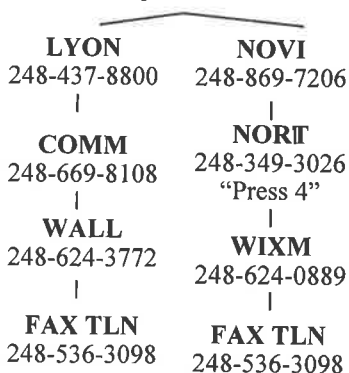 LYON
248-437-8800
COMM
248-669-8108
WALL
248-624-3772
FAX TLN
248-536-3098
NOVI
248-869-7206
NORT
248-349-3026
“Press 4”
WIXM
248-624-0889
FAX TLN
248-536-3098